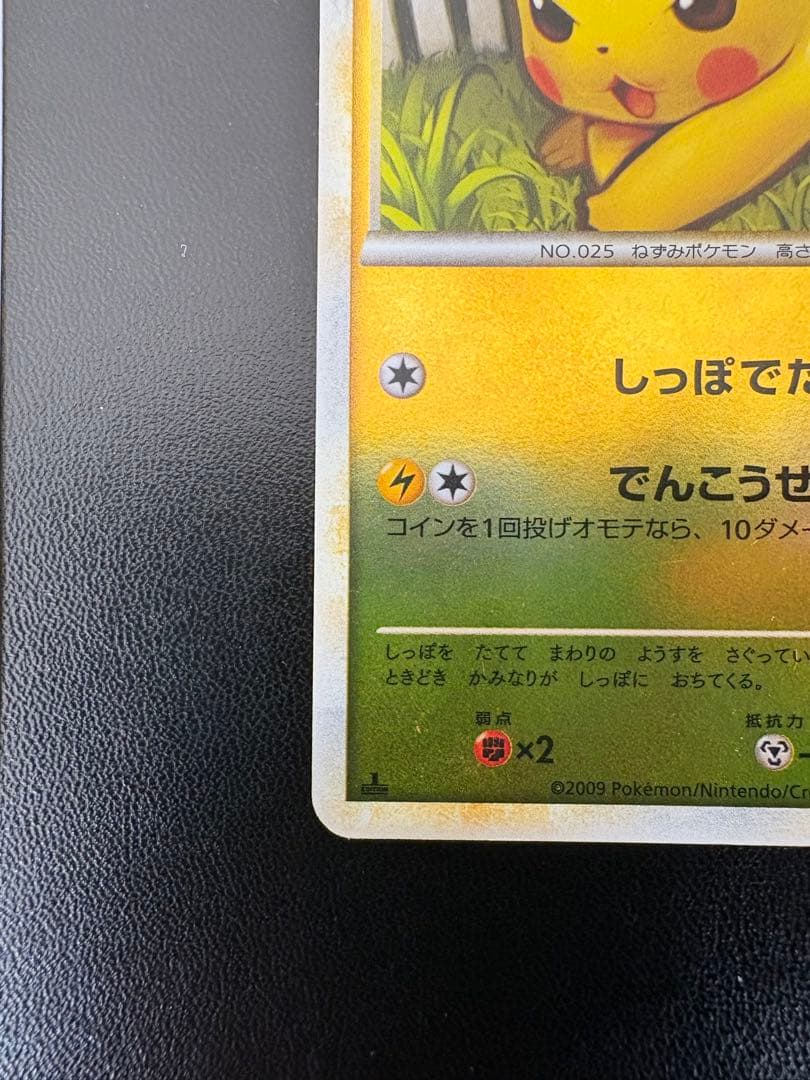 NO.025 ねずみポケモン 高さ
しっぽでた
でんこうせ
コインを1回投げオモテなら、10ダメー
しっぽを たてて まわりの ようすを さぐってい
ときどき かみなりが しっぽに おちてくる。
弱点 抵抗力
×2
1
EDITION
©2009 Pokémon/Nintendo/Cr